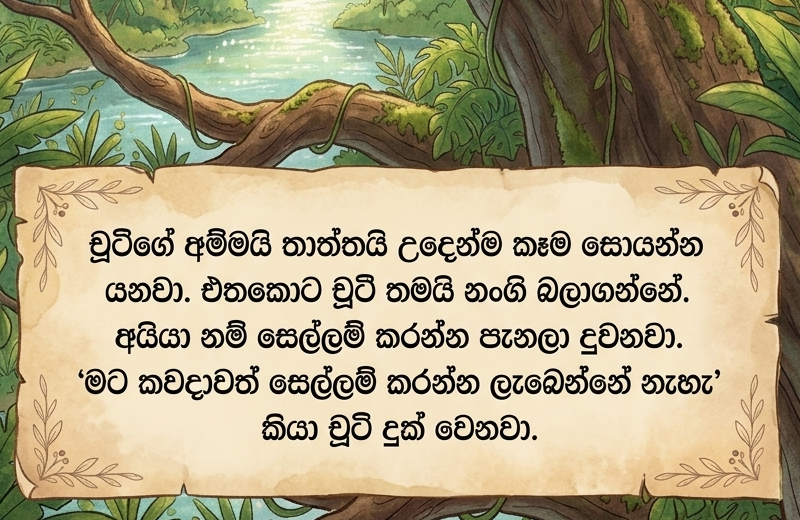 චූටිගේ අම්මයි තාත්තයි උදෙන්ම කෑම සොයන්න
යනවා. එතකොට චූටි තමයි නංගි බලාගන්නේ.
අයියා නම් සෙල්ලම් කරන්න පැනලා දුවනවා.
‘මට කවදාවත් සෙල්ලම් කරන්න ලැබෙන්නේ නැහැ’
කියා චූටි දුක් වෙනවා.